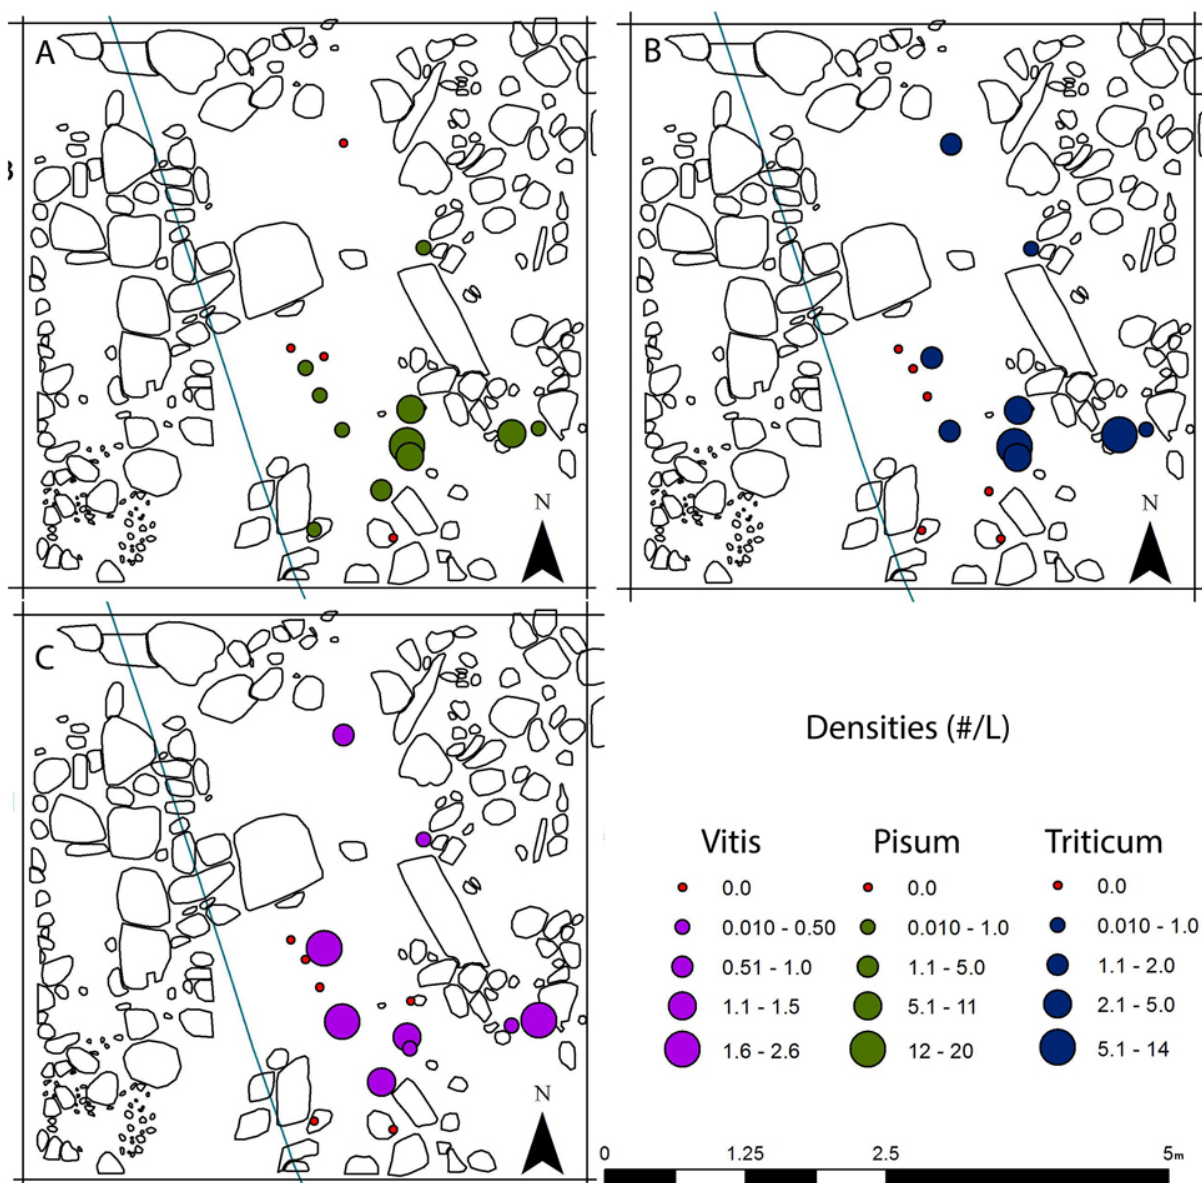 A
B
N
N
C
N
Densities (#/L)
Vitis Pisum Triticum
0.0 0.0 0.0
0.010 - 0.50 0.010 - 1.0 0.010 - 1.0
0.51 - 1.0 1.1 - 5.0 1.1 - 2.0
1.1 - 1.5 5.1 - 11 2.1 - 5.0
1.6 - 2.6 12 - 20 5.1 - 14
0 1.25 2.5 5m